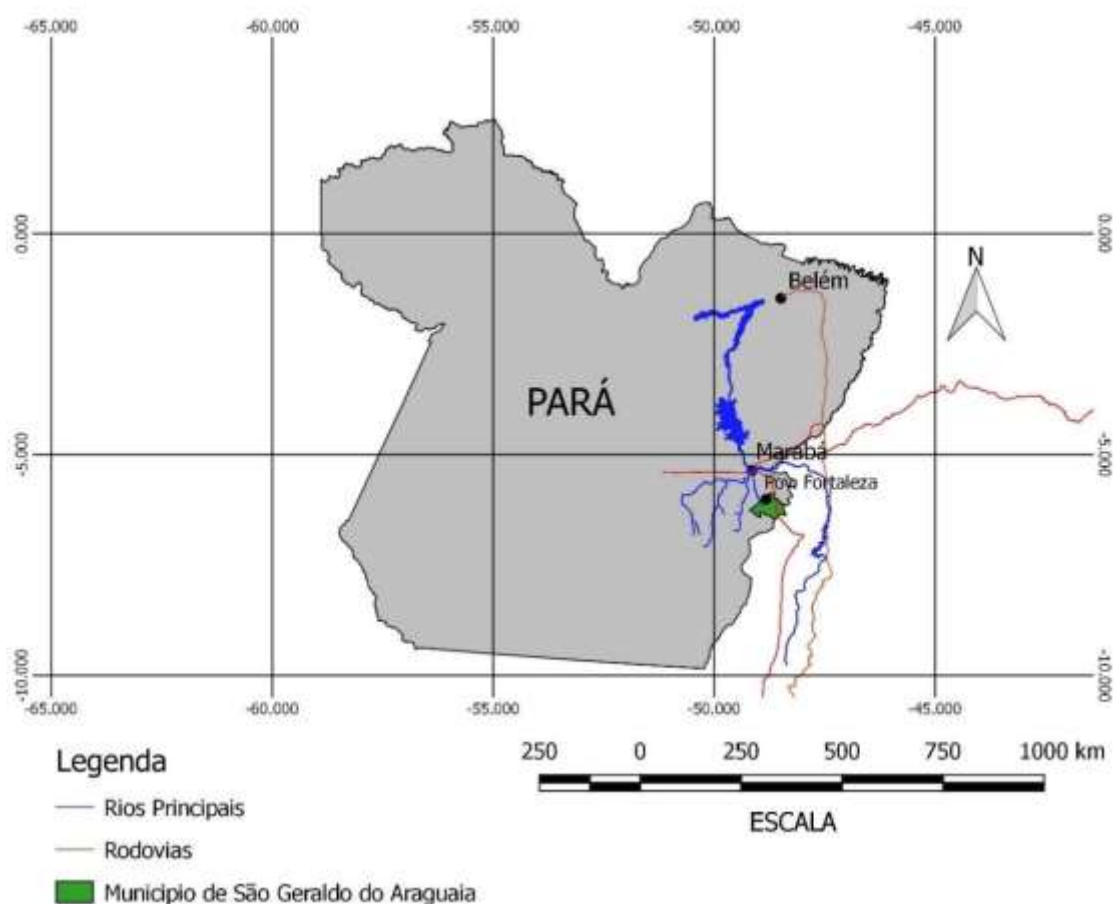 -65.000 -60.000 -55.000 -50.000 -45.000
0.000 0.000
N
Belém
PARÁ
-5.000 Marabá -5.000
Fortaleza
-10.000 -10.000
-65.000 -60.000 -55.000 -50.000 -45.000
250 0 250 500 750 1000 km
Legenda
Rios Principais
ESCALA
Rodovias
Municipio de São Geraldo do Araguaia